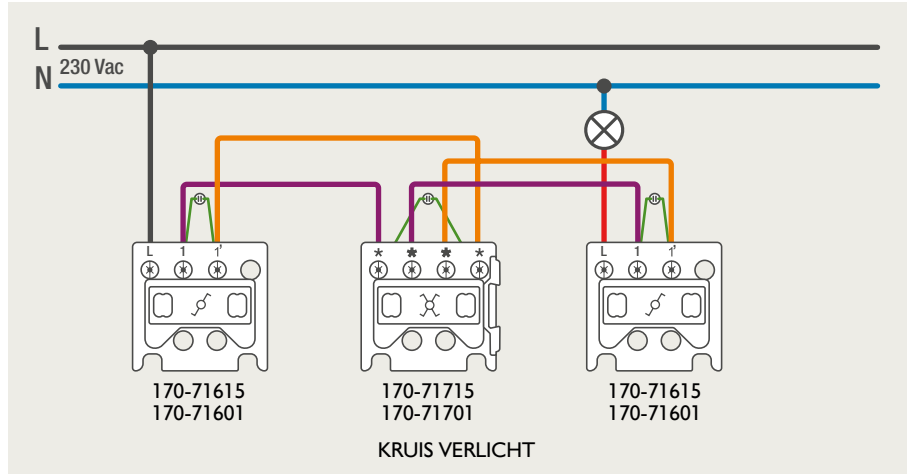 L
N 230 Vac
L 1 1'
* * * *
L 1 1'
170-71615
170-71601
170-71715
170-71701
170-71615
170-71601
KRUIS VERLICHT